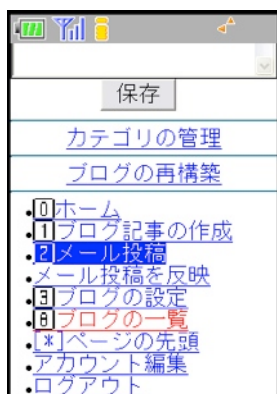 保存
カテゴリの管理
ブログの再構築
•0ホーム
•1ブログ記事の作成
•2メール投稿
•メール投稿を反映
•3ブログの設定
•8ブログの一覧
•[*]ページの先頭
•アカウント編集
•ログアウト